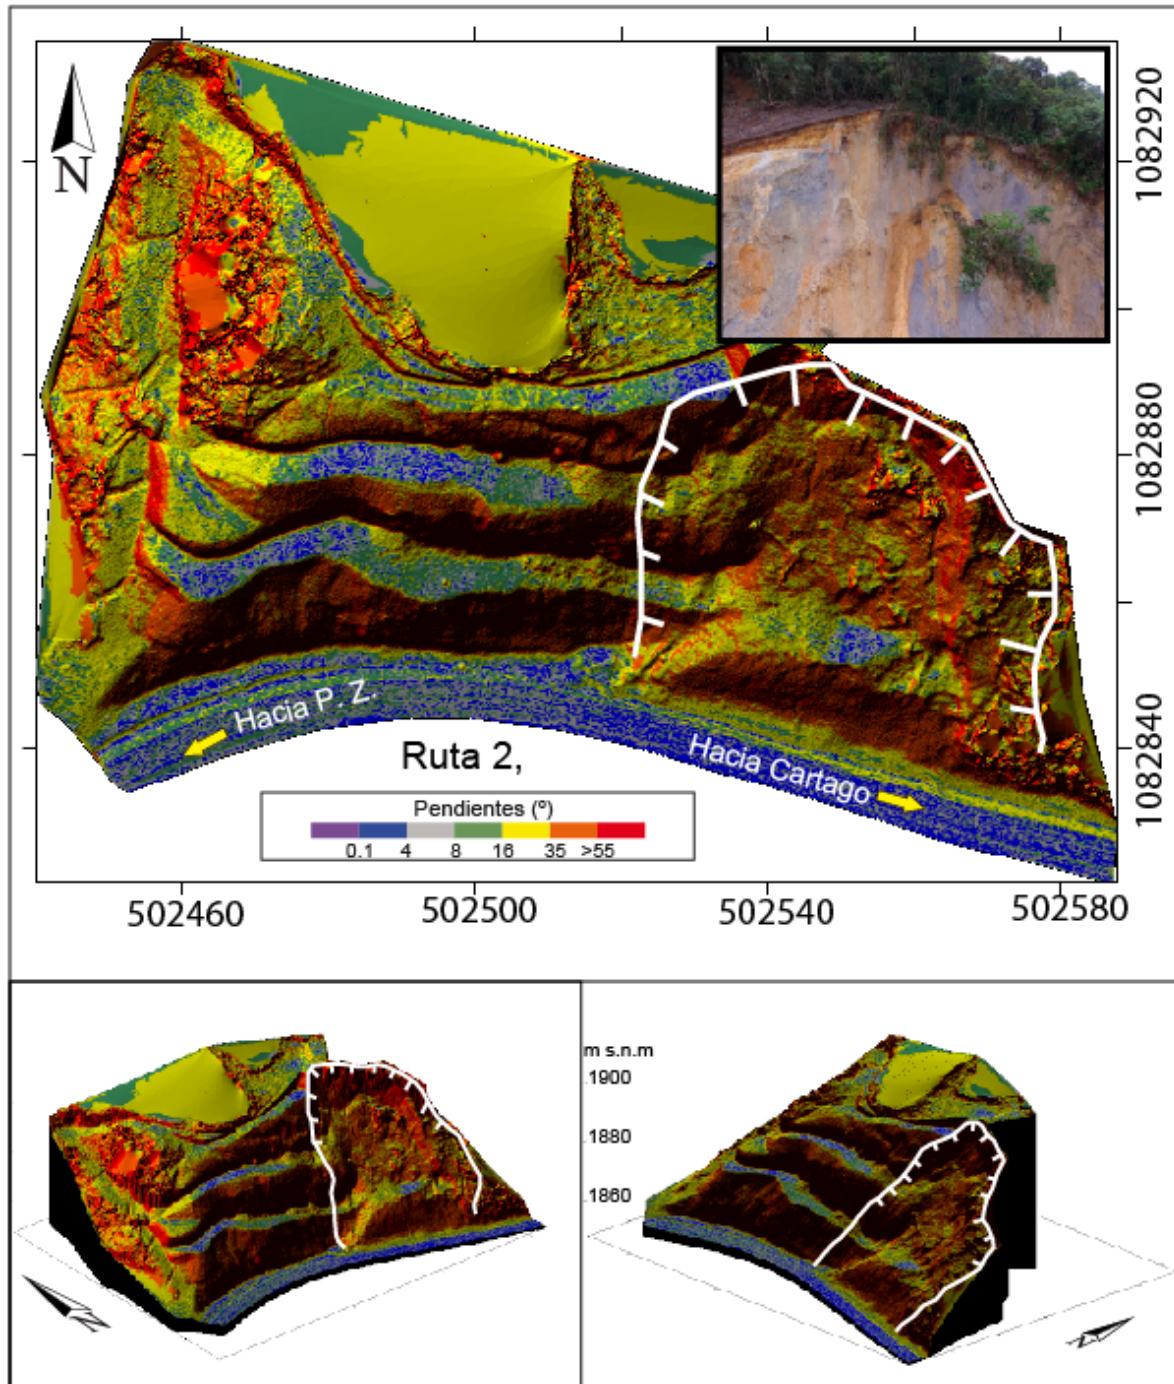 N
1082920
1082880
1082840
Hacia P. Z.
Ruta 2,
Hacia Cartago
Pendientes (º)
0.1 4 8 16 35 >55
502460 502500 502540 502580
m s.n.m
1900
1880
1860
N
N